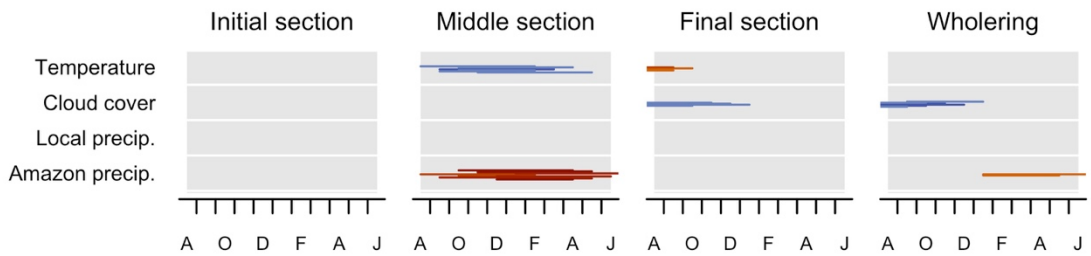 Initial section Middle section Final section Wholering
Temperature
Cloud cover
Local precip.
Amazon precip.
A O D F A J A O D F A J A O D F A J A O D F A J